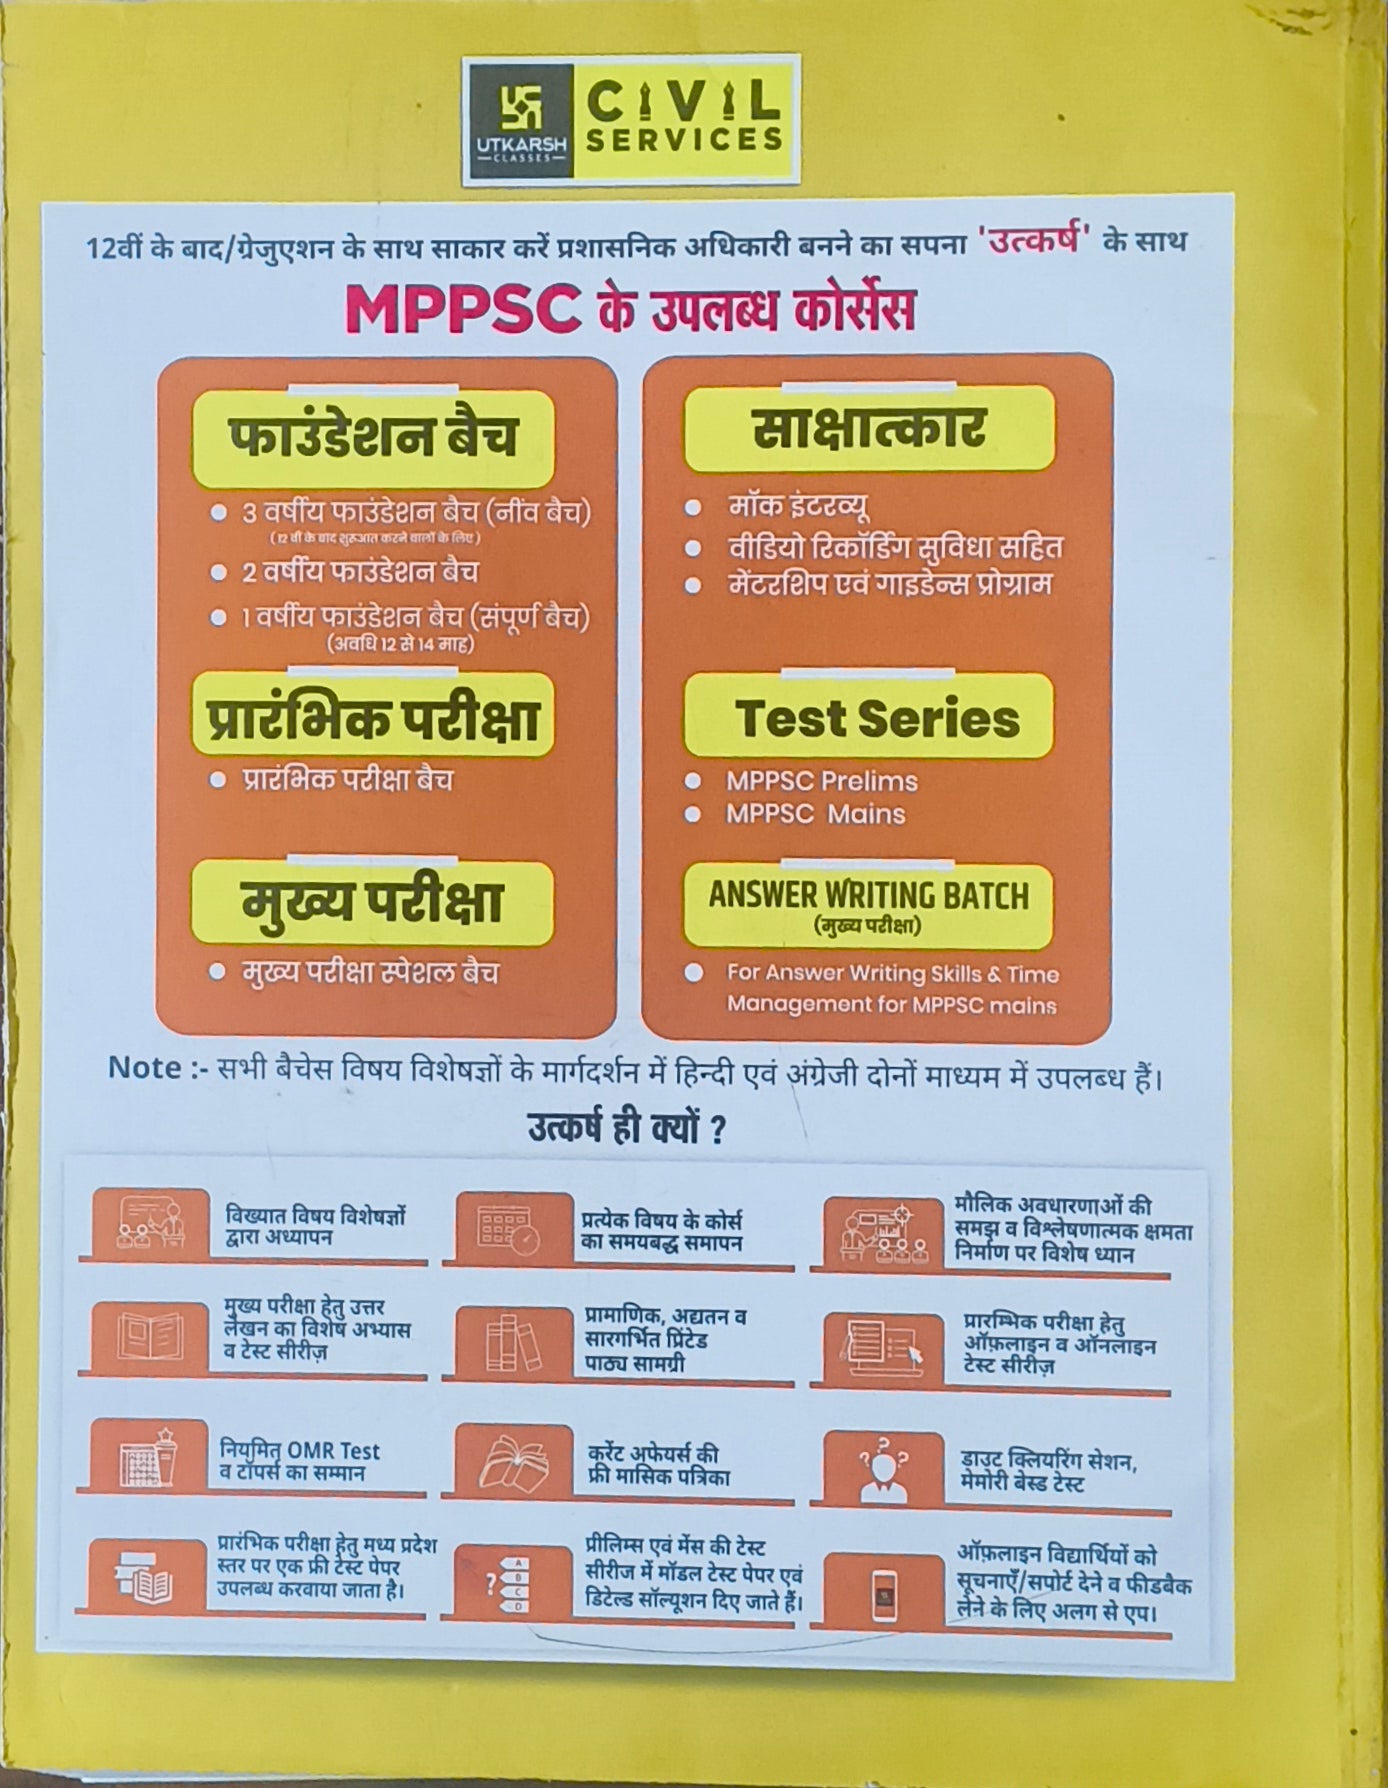 UTKARSH
CLASSES
CIVIL
SERVICES
12वीं के बाद/ग्रेजुएशन के साथ साकार करें प्रशासनिक अधिकारी बनने का सपना 'उत्कर्ष' के साथ
MPPSC के उपलब्ध कोर्सेस
फाउंडेशन बैच
3 वर्षीय फाउंडेशन बैच (नींव बैच)
(12 वीं के बाद शुरूआत करने वालों के लिए)
2 वर्षीय फाउंडेशन बैच
1 वर्षीय फाउंडेशन बैच (संपूर्ण बैच)
(अवधि 12 से 14 माह)
प्रारंभिक परीक्षा
प्रारंभिक परीक्षा बैच
मुख्य परीक्षा
मुख्य परीक्षा स्पेशल बैच
साक्षात्कार
मॉक इंटरव्यू
वीडियो रिकॉर्डिंग सुविधा सहित
मेंटरशिप एवं गाइडेन्स प्रोग्राम
Test Series
MPPSC Prelims
MPPSC Mains
ANSWER WRITING BATCH
(मुख्य परीक्षा)
For Answer Writing Skills & Time
Management for MPPSC mains
Note :- सभी बैचेस विषय विशेषज्ञों के मार्गदर्शन में हिन्दी एवं अंग्रेजी दोनों माध्यम में उपलब्ध हैं।
उत्कर्ष ही क्यों ?
विख्यात विषय विशेषज्ञों
द्वारा अध्यापन
प्रत्येक विषय के कोर्स
का समयबद्ध समापन
मौलिक अवधारणाओं की
समझ व विश्लेषणात्मक क्षमता
निर्माण पर विशेष ध्यान
मुख्य परीक्षा हेतु उत्तर
लेखन का विशेष अभ्यास
व टेस्ट सीरीज़
प्रामाणिक, अद्यतन व
सारगर्भित प्रिंटेड
पाठ्य सामग्री
प्रारम्भिक परीक्षा हेतु
ऑफ़लाइन व ऑनलाइन
टेस्ट सीरीज़
नियमित OMR Test
व टॉपर्स का सम्मान
करेंट अफेयर्स की
फ्री मासिक पत्रिका
डाउट क्लियरिंग सेशन,
मेमोरी बेस्ड टेस्ट
प्रारंभिक परीक्षा हेतु मध्य प्रदेश
स्तर पर एक फ्री टेस्ट पेपर
उपलब्ध करवाया जाता है।
? A B C D
प्रीलिम्स एवं मेंस की टेस्ट
सीरीज में मॉडल टेस्ट पेपर एवं
डिटेल्ड सॉल्यूशन दिए जाते हैं।
ऑफ़लाइन विद्यार्थियों को
सूचनाएँ/सपोर्ट देने व फीडबैक
लेने के लिए अलग से एप।